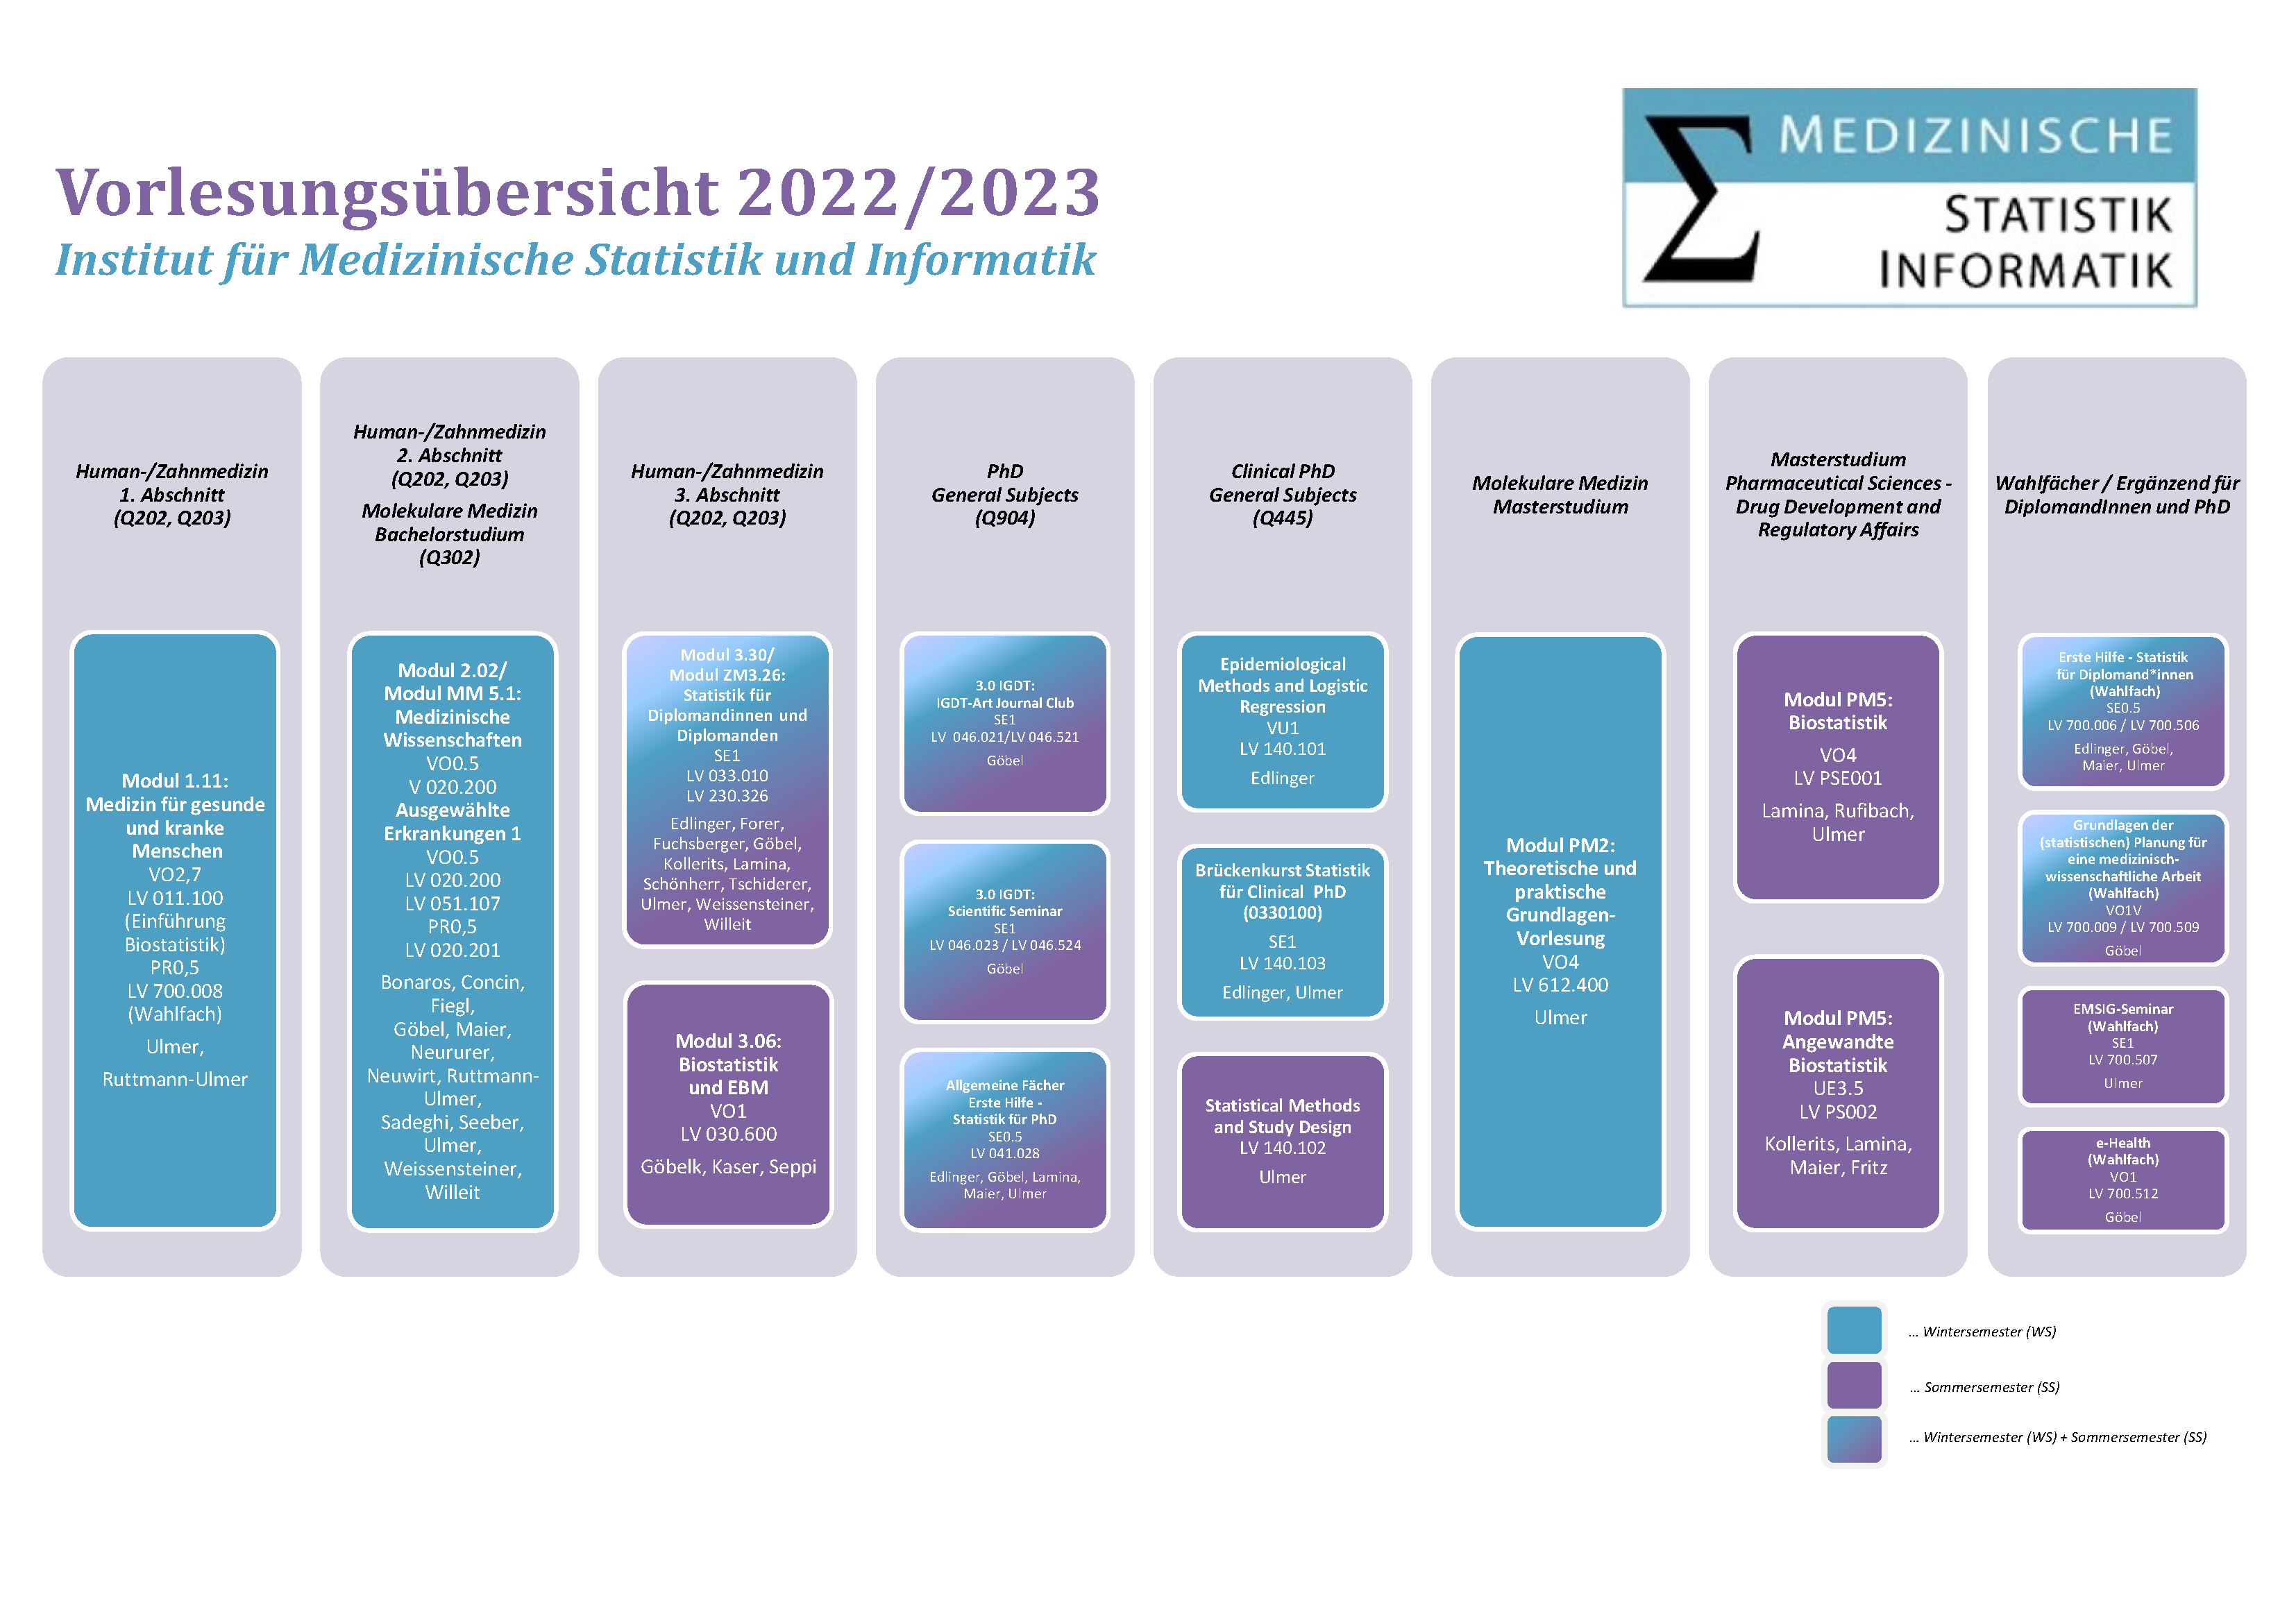 Vorlesungsübersicht 2022/2023
Institut für Medizinische Statistik und Informatik
Σ MEDIZINISCHE
STATISTIK
INFORMATIK
Human-/Zahnmedizin
1. Abschnitt
(Q202, Q203)
Modul 1.11:
Medizin für gesunde
und kranke
Menschen
VO2,7
LV 011.100
(Einführung
Biostatistik)
PR0,5
LV 700.008
(Wahlfach)
Ulmer,
Ruttmann-Ulmer
Human-/Zahnmedizin
2. Abschnitt
(Q202, Q203)
Molekulare Medizin
Bachelorstudium
(Q302)
Modul 2.02/
Modul MM 5.1:
Medizinische
Wissenschaften
VO0.5
V 020.200
Ausgewählte
Erkrankungen 1
VO0.5
LV 020.200
LV 051.107
PR0,5
LV 020.201
Bonaros, Concin,
Fiegl,
Göbel, Maier,
Neururer,
Neuwirt, Ruttmann-
Ulmer,
Sadeghi, Seeber,
Ulmer,
Weissensteiner,
Willeit
Human-/Zahnmedizin
3. Abschnitt
(Q202, Q203)
Modul 3.30/
Modul ZM3.26:
Statistik für
Diplomandinnen und
Diplomanden
SE1
LV 033.010
LV 230.326
Edlinger, Forer,
Fuchsberger, Göbel,
Kollerits, Lamina,
Schönherr, Tschiderer,
Ulmer, Weissensteiner,
Willeit
Modul 3.06:
Biostatistik
und EBM
VO1
LV 030.600
Göbelk, Kaser, Seppi
PhD
General Subjects
(Q904)
3.0 IGDT:
IGDT-Art Journal Club
SE1
LV 046.021/LV 046.521
Göbel
3.0 IGDT:
Scientific Seminar
SE1
LV 046.023 / LV 046.524
Göbel
Allgemeine Fächer
Erste Hilfe -
Statistik für PhD
SE0.5
LV 041.028
Edlinger, Göbel, Lamina,
Maier, Ulmer
Clinical PhD
General Subjects
(Q445)
Epidemiological
Methods and Logistic
Regression
VU1
LV 140.101
Edlinger
Brückenkurst Statistik
für Clinical PhD
(0330100)
SE1
LV 140.103
Edlinger, Ulmer
Statistical Methods
and Study Design
LV 140.102
Ulmer
Molekulare Medizin
Masterstudium
Modul PM2:
Theoretische und
praktische
Grundlagen-
Vorlesung
VO4
LV 612.400
Ulmer
Masterstudium
Pharmaceutical Sciences -
Drug Development and
Regulatory Affairs
Modul PM5:
Biostatistik
VO4
LV PSE001
Lamina, Rufibach,
Ulmer
Modul PM5:
Angewandte
Biostatistik
UE3.5
LV PS002
Kollerits, Lamina,
Maier, Fritz
Wahlfächer / Ergänzend für
DiplomandInnen und PhD
Erste Hilfe - Statistik
für Diplomand*innen
(Wahlfach)
SE0.5
LV 700.006 / LV 700.506
Edlinger, Göbel,
Maier, Ulmer
Grundlagen der
(statistischen) Planung für
eine medizinisch-
wissenschaftliche Arbeit
(Wahlfach)
VO1V
LV 700.009 / LV 700.509
Göbel
EMSIG-Seminar
(Wahlfach)
SE1
LV 700.507
Ulmer
e-Health
(Wahlfach)
VO1
LV 700.512
Göbel
... Wintersemester (WS)
... Sommersemester (SS)
... Wintersemester (WS) + Sommersemester (SS)